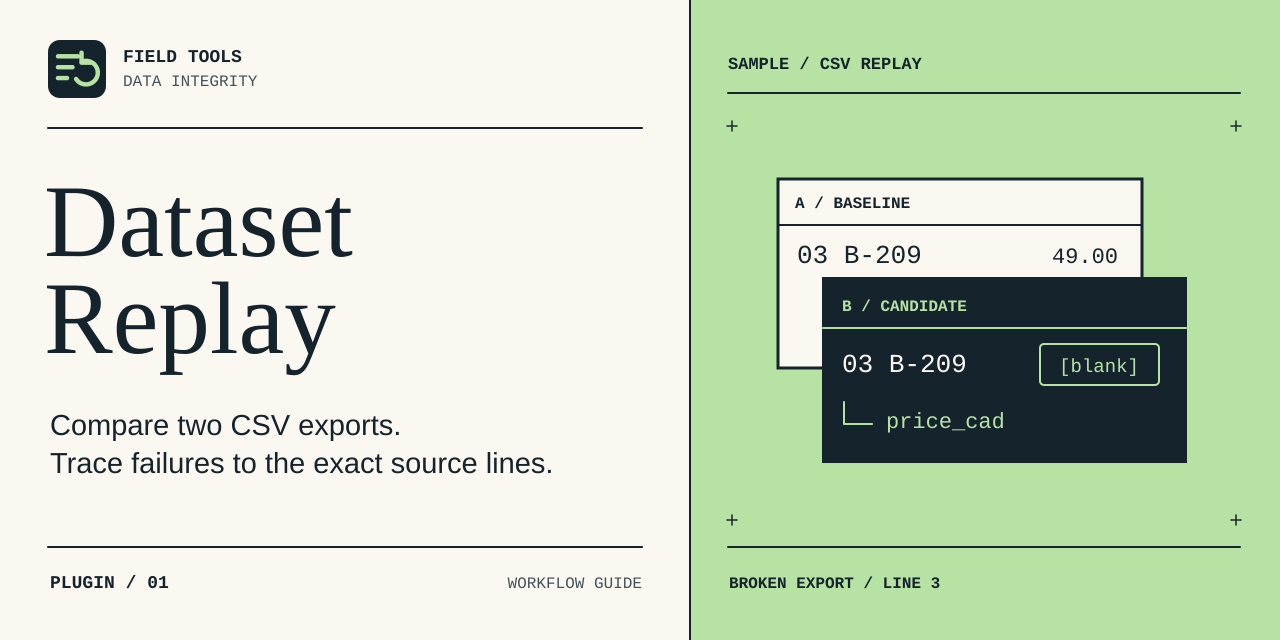 FIELD TOOLS
DATA INTEGRITY
Dataset
Replay
Compare two CSV exports.
Trace failures to the exact source lines.
PLUGIN / 01
WORKFLOW GUIDE
SAMPLE / CSV REPLAY
A / BASELINE
03 B-209 49.00
B / CANDIDATE
03 B-209 [blank]
price_cad
BROKEN EXPORT / LINE 3